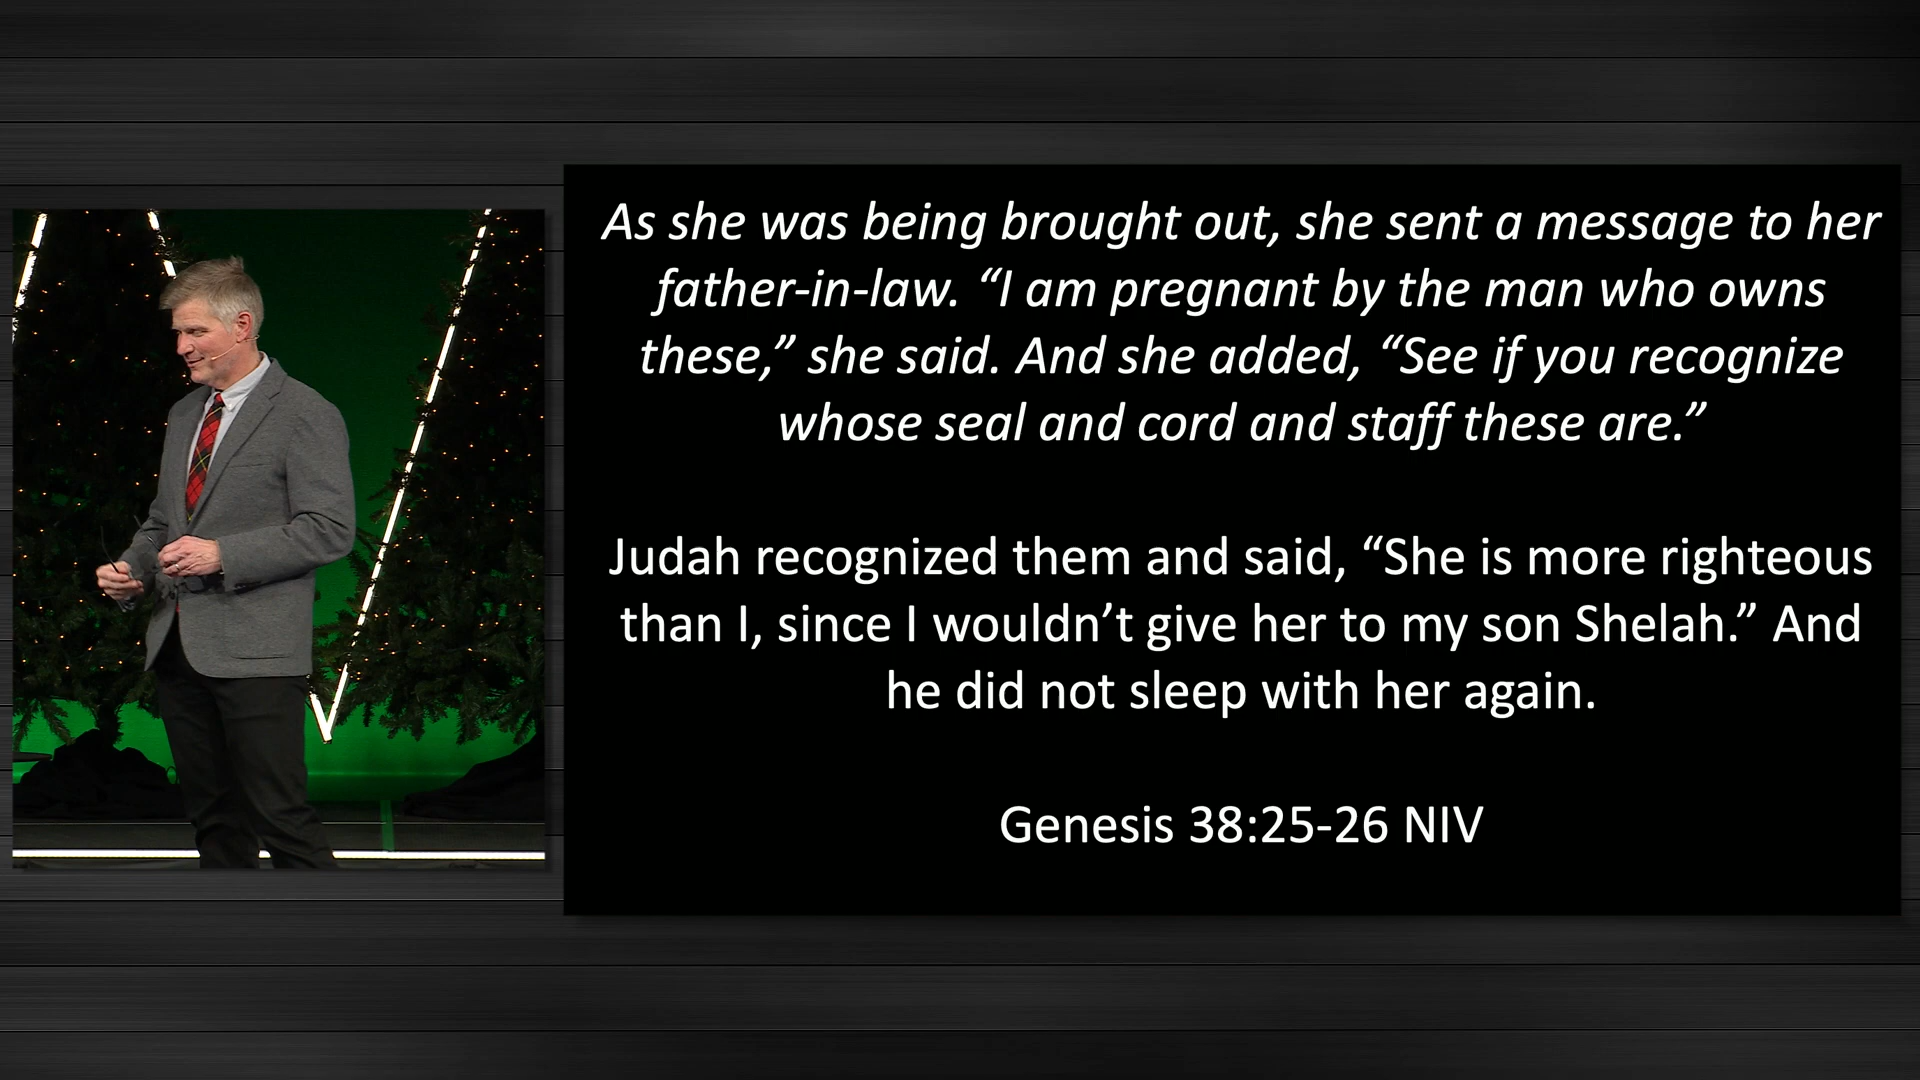 As she was being brought out, she sent a message to her
father-in-law. “I am pregnant by the man who owns
these,” she said. And she added, “See if you recognize
whose seal and cord and staff these are.”
Judah recognized them and said, “She is more righteous
than I, since I wouldn’t give her to my son Shelah.” And
he did not sleep with her again.
Genesis 38:25-26 NIV